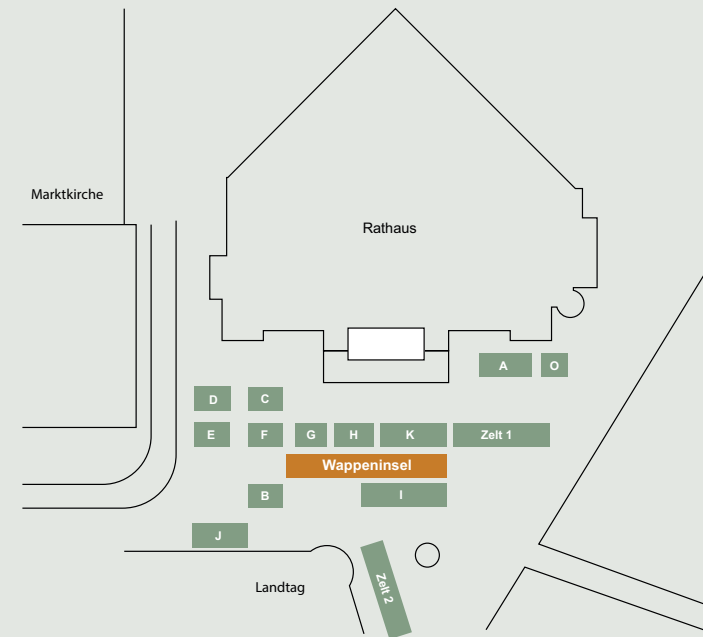 Marktkirche
Rathaus
A
O
D
C
E
F
G
H
K
Zelt 1
Wappeninsel
B
I
J
Zelt 2
Landtag